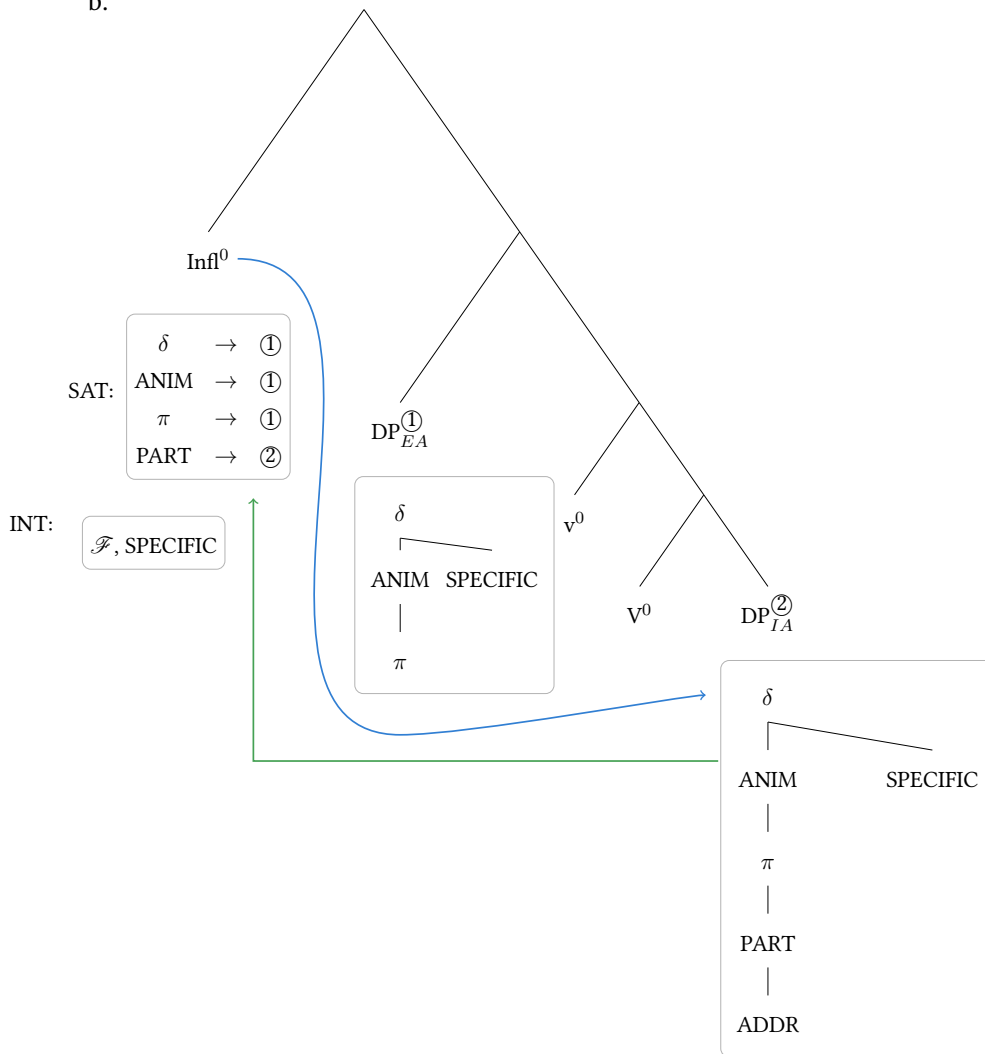 b.
Infl⁰
SAT:
δ → ①
ANIM → ①
π → ①
PART → ②
INT:
ℱ, SPECIFIC
DP①EA
δ
ANIM SPECIFIC
π
v⁰
V⁰
DP②IA
δ
ANIM SPECIFIC
π
PART
ADDR